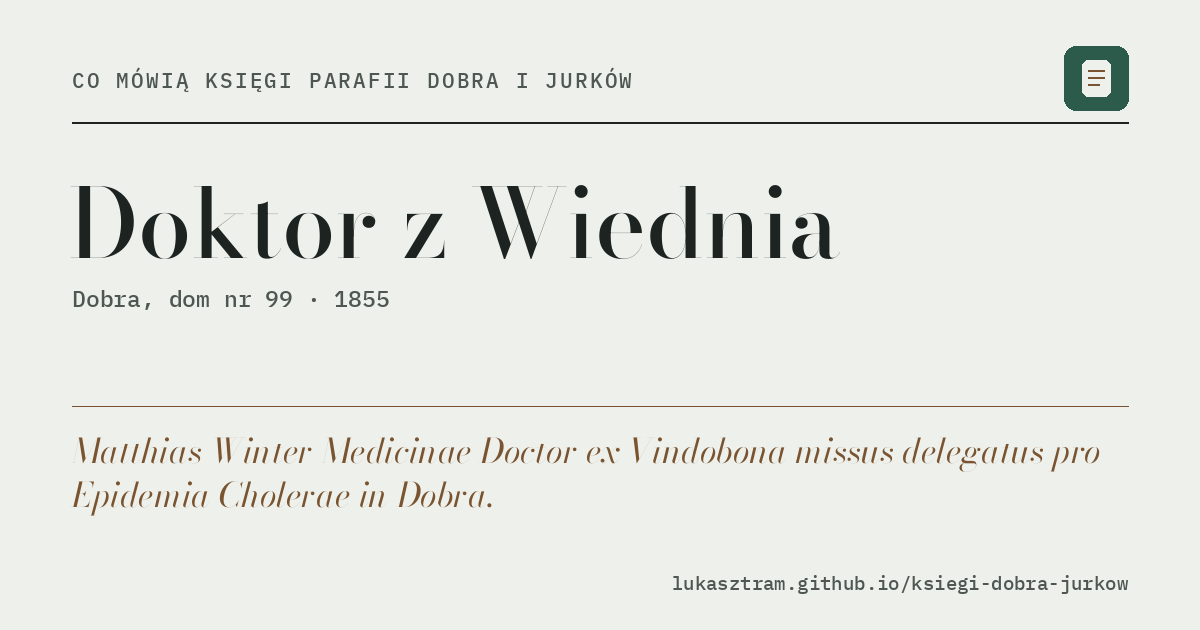 CO MÓWIĄ KSIĘGI PARAFII DOBRA I JURKÓW
Doktor z Wiednia
Dobra, dom nr 99 · 1855
Matthias Winter Medicinae Doctor ex Vindobona missus delegatus pro
Epidemia Cholerae in Dobra.
lukasztram.github.io/ksiegi-dobra-jurkow